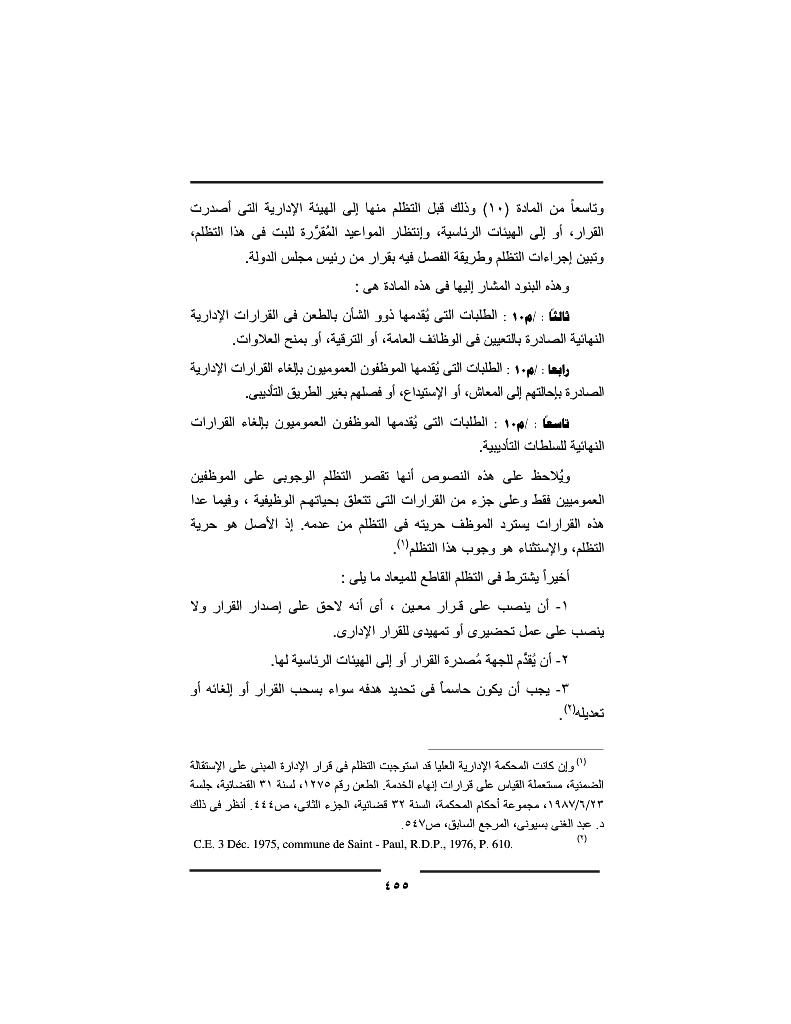 وتاسعاً من المادة (١٠) وذلك قبل التظلم منها إلى الهيئة الإدارية التى أصدرت
القرار، أو إلى الهيئات الرئاسية، وإنتظار المواعيد المُقرَّرة للبت فى هذا التظلم،
وتبين إجراءات التظلم وطريقة الفصل فيه بقرار من رئيس مجلس الدولة.
وهذه البنود المشار إليها فى هذه المادة هى :
ثالثاً : /م١٠ : الطلبات التى يُقدمها ذوو الشأن بالطعن فى القرارات الإدارية
النهائية الصادرة بالتعيين فى الوظائف العامة، أو الترقية، أو بمنح العلاوات.
رابعا : /م١٠ : الطلبات التى يُقدمها الموظفون العموميون بإلغاء القرارات الإدارية
الصادرة بإحالتهم إلى المعاش، أو الإستيداع، أو فصلهم بغير الطريق التأديبى.
تاسعاً : /م١٠ : الطلبات التى يُقدمها الموظفون العموميون بإلغاء القرارات
النهائية للسلطات التأديبية.
ويُلاحظ على هذه النصوص أنها تقصر التظلم الوجوبى على الموظفين
العموميين فقط وعلى جزء من القرارات التى تتعلق بحياتهم الوظيفية ، وفيما عدا
هذه القرارات يسترد الموظف حريته فى التظلم من عدمه. إذ الأصل هو حرية
التظلم، والإستثناء هو وجوب هذا التظلم(١).
أخيراً يشترط فى التظلم القاطع للميعاد ما يلى :
١- أن ينصب على قرار معين ، أى أنه لاحق على إصدار القرار ولا
ينصب على عمل تحضيرى أو تمهيدى للقرار الإدارى.
٢- أن يُقدَّم للجهة مُصدرة القرار أو إلى الهيئات الرئاسية لها.
٣- يجب أن يكون حاسماً فى تحديد هدفه سواء بسحب القرار أو إلغائه أو
تعديله(٢).
(١) وإن كانت المحكمة الإدارية العليا قد استوجبت التظلم فى قرار الإدارة المبنى على الإستقالة
الضمنية، مستعملة القياس على قرارات إنهاء الخدمة. الطعن رقم ١٢٧٥، لسنة ٣١ القضائية، جلسة
١٩٨٧/٦/٢٣، مجموعة أحكام المحكمة، السنة ٣٢ قضائية، الجزء الثانى، ص٤٤٤. أنظر فى ذلك
د. عبد الغنى بسيونى، المرجع السابق، ص٥٤٧.
(٢) C.E. 3 Déc. 1975, commune de Saint - Paul, R.D.P., 1976, P. 610.
٤٥٥